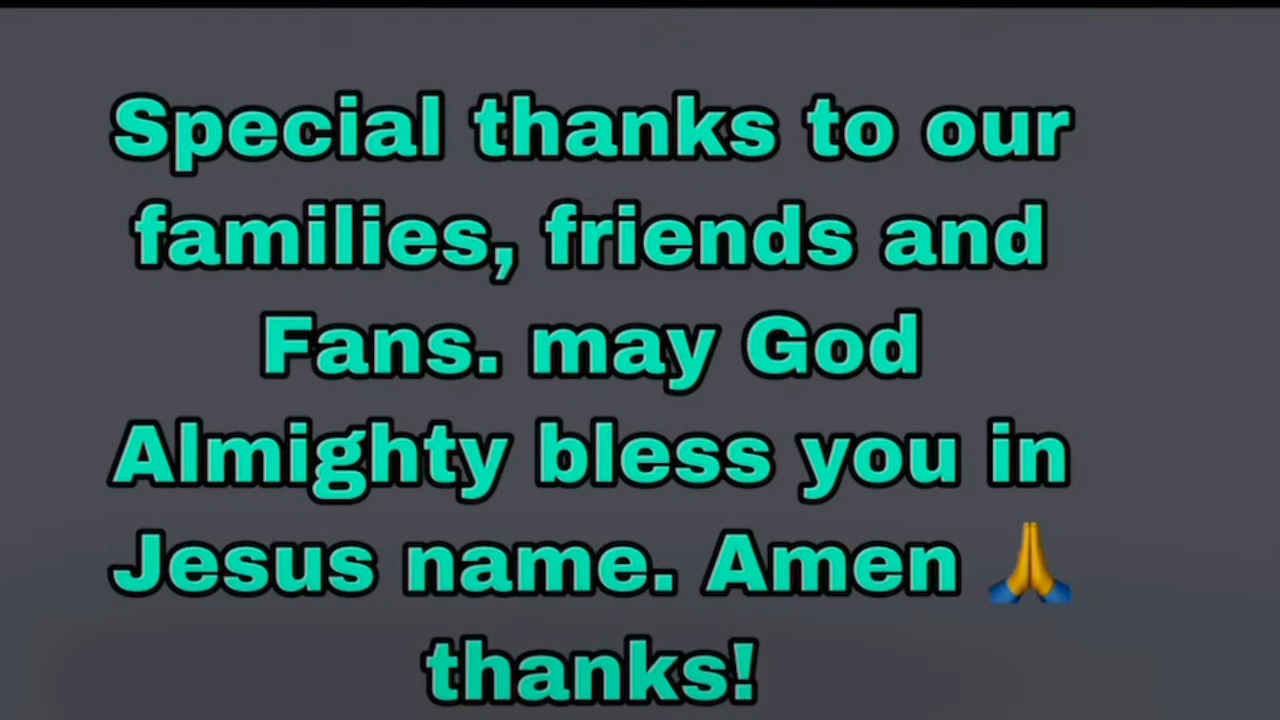 Special thanks to our
families, friends and
Fans. may God
Almighty bless you in
Jesus name. Amen 🙏
thanks!